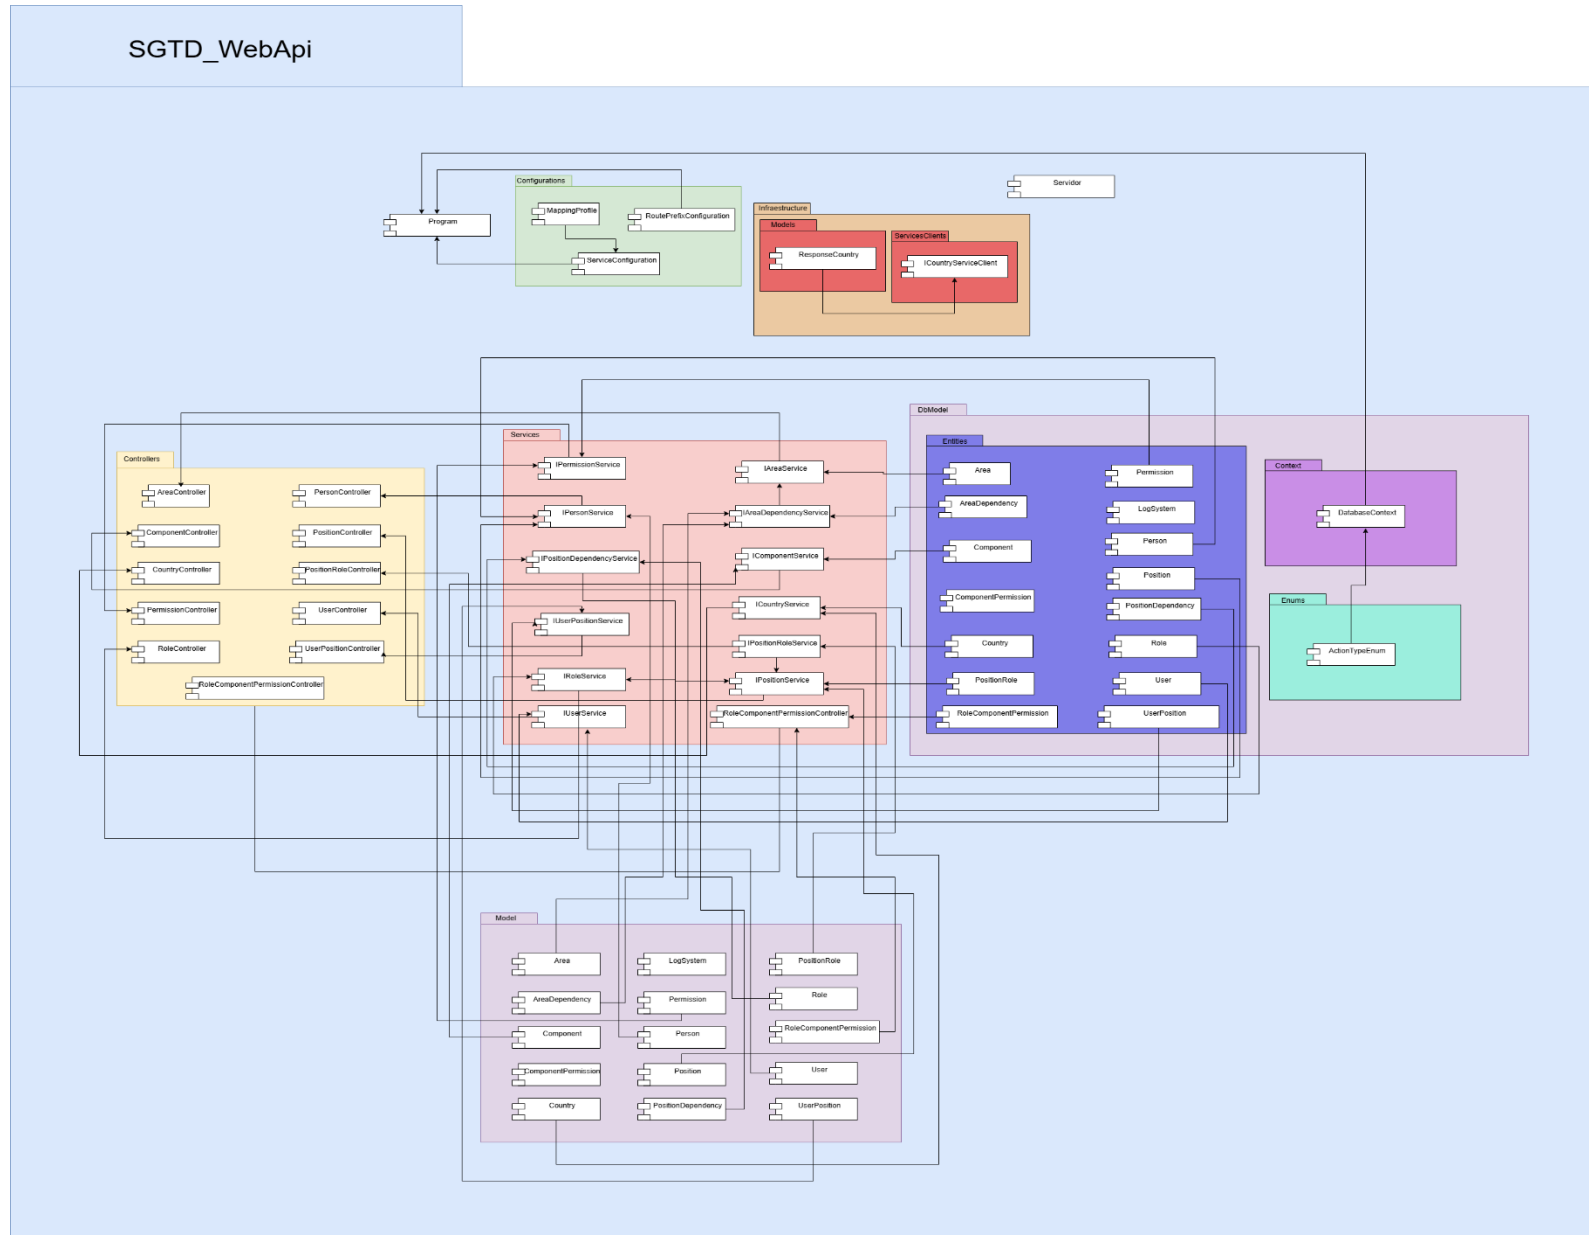 SGTD_WebApi
Servidor
Configurations
MappingProfile
RoutePrefixConfiguration
ServiceConfiguration
Program
Infraestructure
Models
ResponseCountry
ServicesClients
ICountryServiceClient
Controllers
AreaController
PersonController
ComponentController
PositionController
CountryController
PositionRoleController
PermissionController
UserController
RoleController
UserPositionController
RoleComponentPermissionController
Services
IPermissionService
IAreaService
IPersonService
IAreaDependencyService
IPositionDependencyService
IComponentService
ICountryService
IUserPositionService
IPositionRoleService
IRoleService
IPositionService
IUserService
RoleComponentPermissionController
DbModel
Entities
Area
Permission
AreaDependency
LogSystem
Component
Person
Position
ComponentPermission
PositionDependency
Country
Role
PositionRole
User
RoleComponentPermission
UserPosition
Context
DatabaseContext
Enums
ActionTypeEnum
Model
Area
LogSystem
PositionRole
AreaDependency
Permission
Role
Component
Person
RoleComponentPermission
ComponentPermission
Position
User
Country
PositionDependency
UserPosition